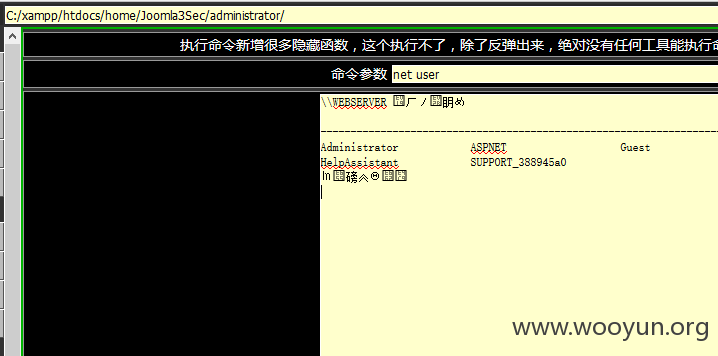 C:/xampp/htdocs/home/Joomla3Sec/administrator/
执行命令新增很多隐藏函数，这个执行不了，除了反弹出来，绝对没有任何工具能执行命
命令参数 net user
\\WEBSERVER
Administrator ASPNET Guest
HelpAssistant SUPPORT_388945a0
www.wooyun.org